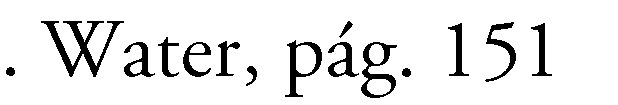 . Water, pág. 151